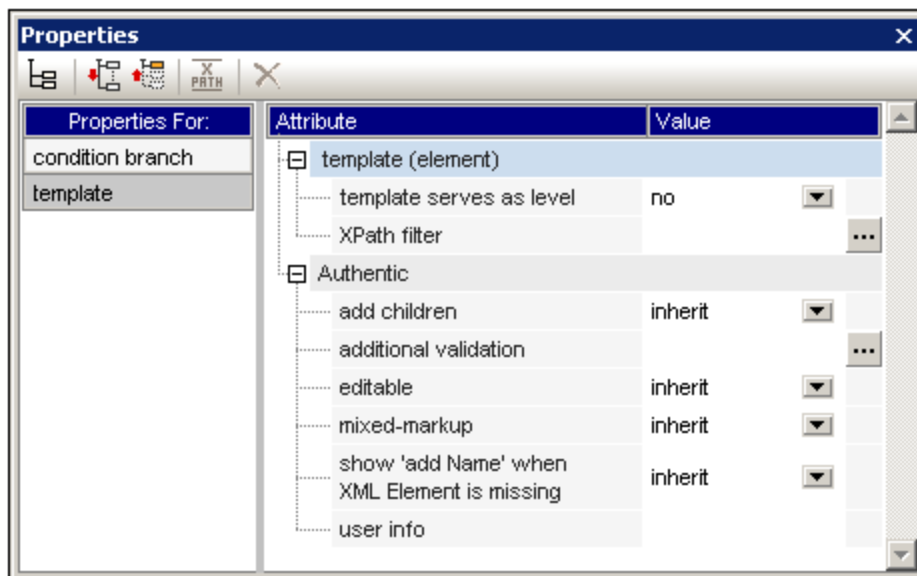 Properties
X
PATH
Properties For:
condition branch
template
Attribute Value
template (element)
template serves as level no
XPath filter ...
Authentic
add children inherit
additional validation ...
editable inherit
mixed-markup inherit
show 'add Name' when
XML Element is missing inherit
user info